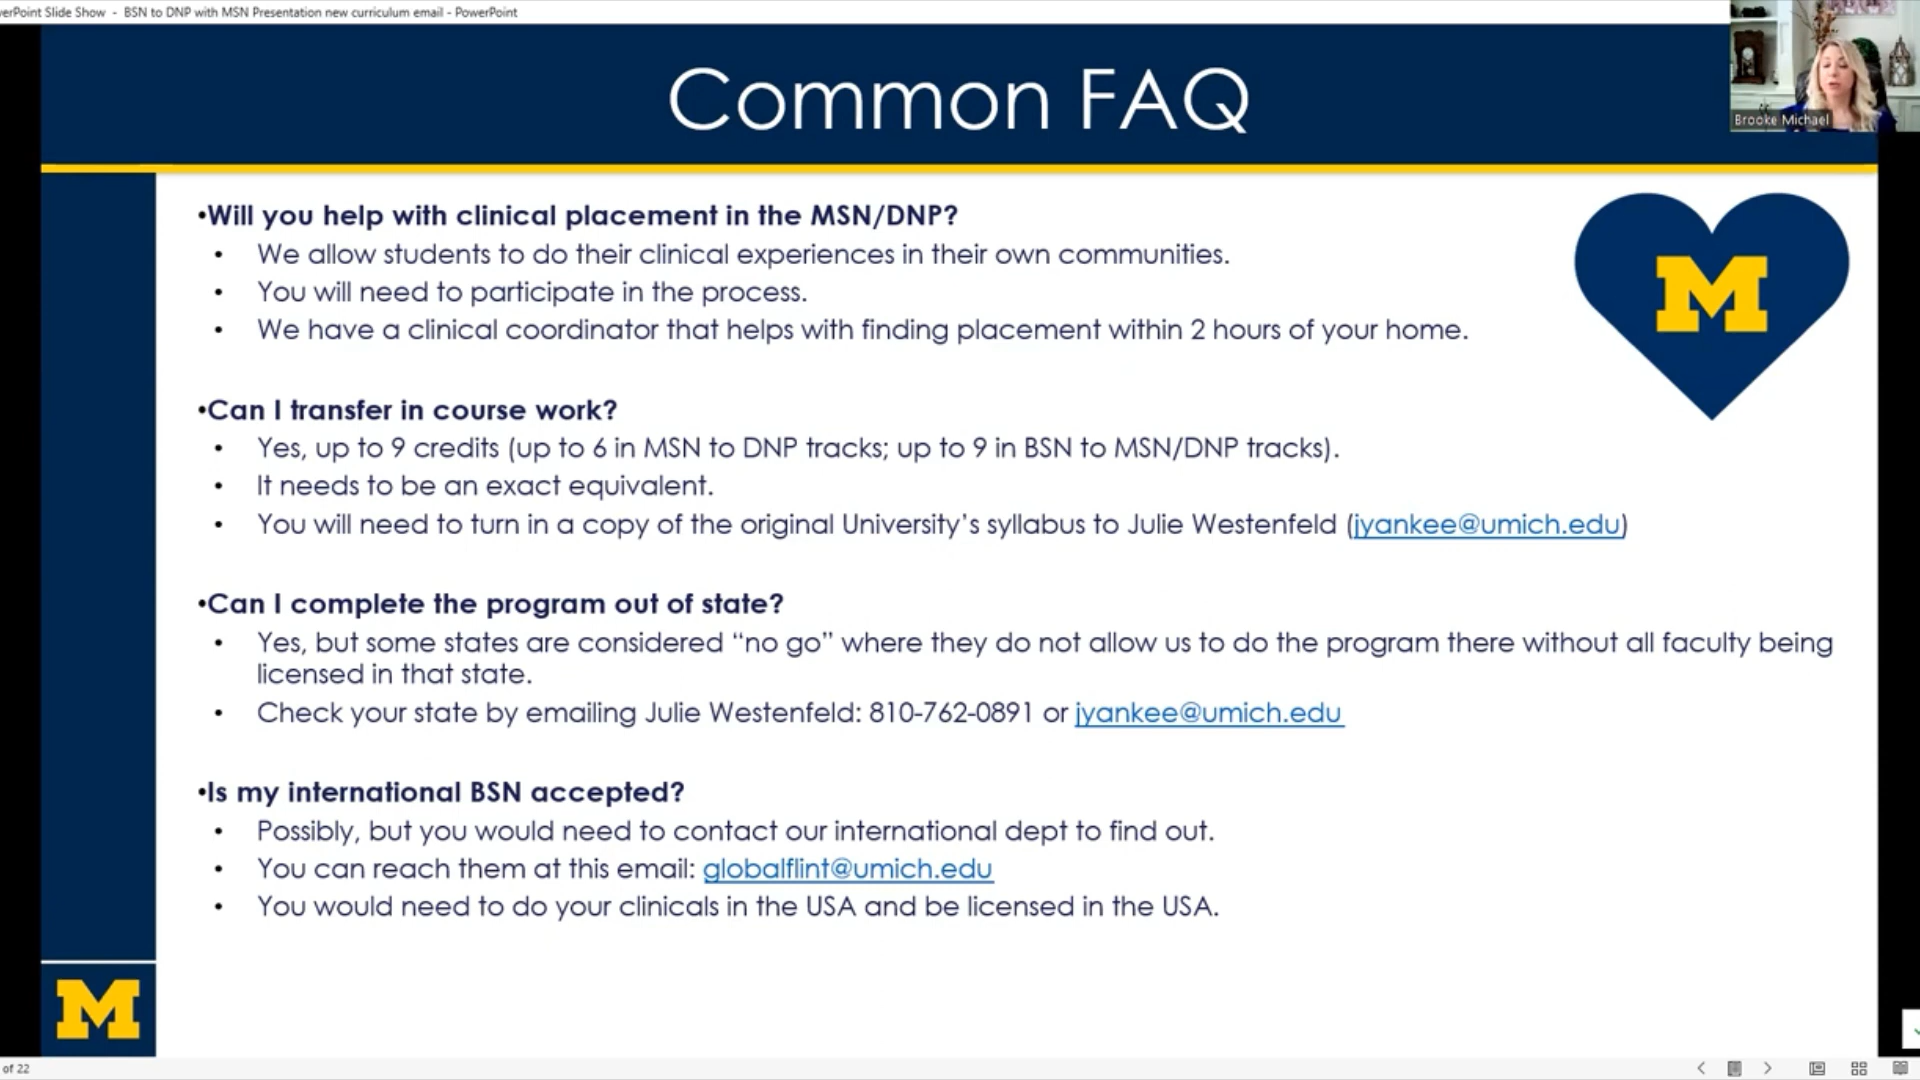 erPoint Slide Show - BSN to DNP with MSN Presentation new curriculum email - PowerPoint
Common FAQ
Brooke Michael
•Will you help with clinical placement in the MSN/DNP?
• We allow students to do their clinical experiences in their own communities.
• You will need to participate in the process.
• We have a clinical coordinator that helps with finding placement within 2 hours of your home.
M
•Can I transfer in course work?
• Yes, up to 9 credits (up to 6 in MSN to DNP tracks; up to 9 in BSN to MSN/DNP tracks).
• It needs to be an exact equivalent.
• You will need to turn in a copy of the original University’s syllabus to Julie Westenfeld (jyankee@umich.edu)
•Can I complete the program out of state?
• Yes, but some states are considered “no go” where they do not allow us to do the program there without all faculty being
licensed in that state.
• Check your state by emailing Julie Westenfeld: 810-762-0891 or jyankee@umich.edu
•Is my international BSN accepted?
• Possibly, but you would need to contact our international dept to find out.
• You can reach them at this email: globalflint@umich.edu
• You would need to do your clinicals in the USA and be licensed in the USA.
M
of 22